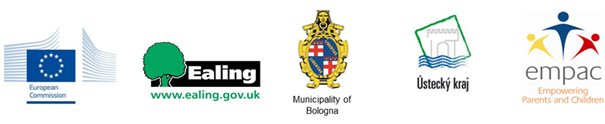 European
Commission
Ealing
www.ealing.gov.uk
Municipality of
Bologna
Ústecký kraj
empac
Empowering
Parents and Children